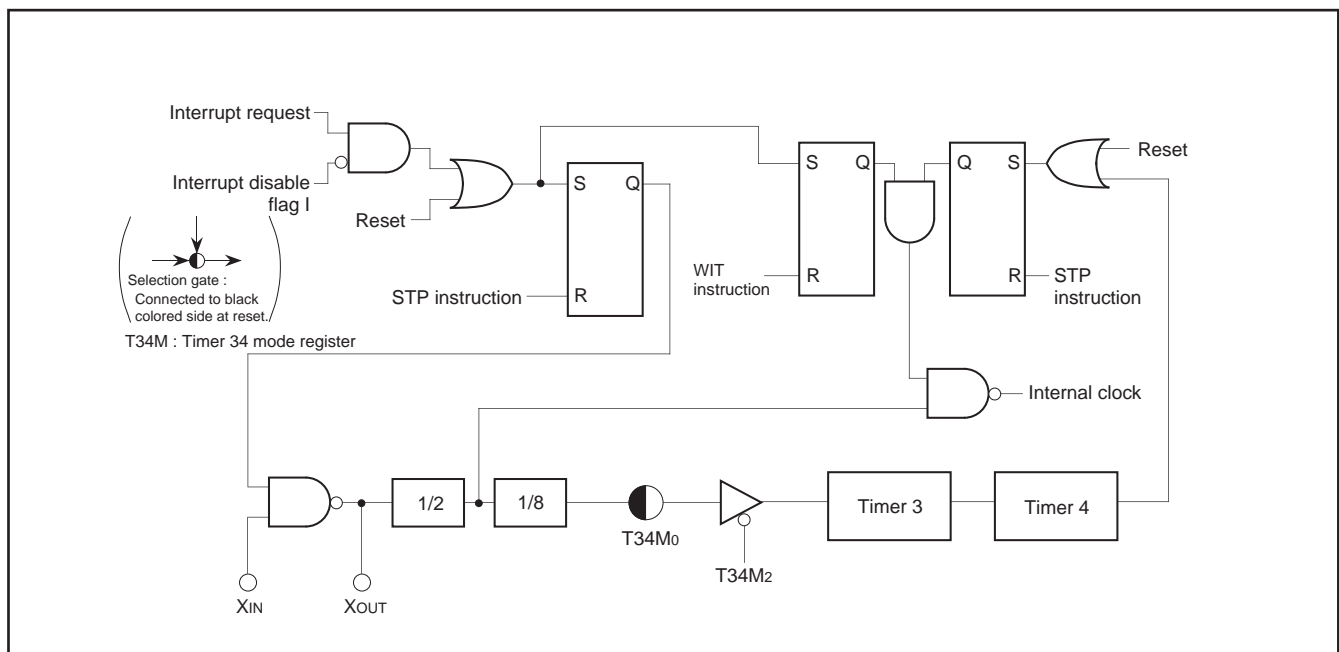 Interrupt request
Interrupt disable
flag I
Reset
S
Q
R
STP instruction
S
Q
R
WIT
instruction
Q
S
R
Reset
STP
instruction
Selection gate :
Connected to black
colored side at reset.
T34M : Timer 34 mode register
Internal clock
1/2
1/8
T34M0
T34M2
Timer 3
Timer 4
XIN
XOUT